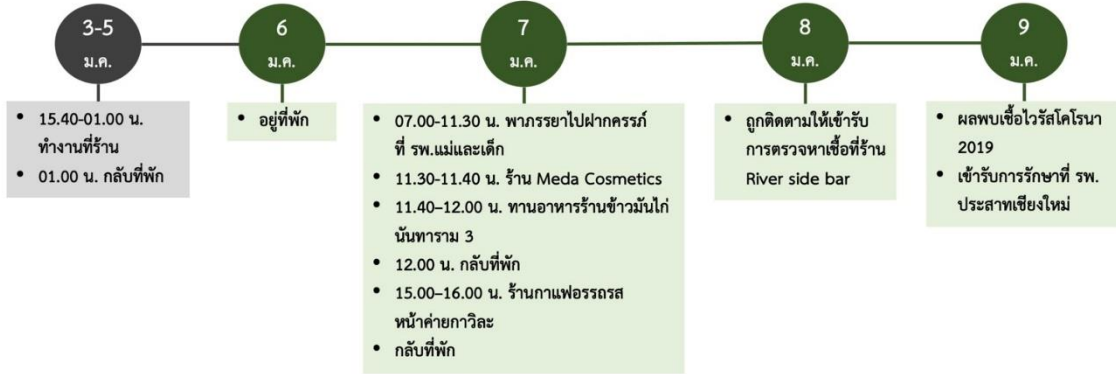 3-5
ม.ค.
• 15.40-01.00 น.
ทำงานที่ร้าน
• 01.00 น. กลับที่พัก
6
ม.ค.
• อยู่ที่พัก
7
ม.ค.
• 07.00-11.30 น. พาภรรยาไปฝากครรภ์
ที่ รพ.แม่และเด็ก
• 11.30-11.40 น. ร้าน Meda Cosmetics
• 11.40–12.00 น. ทานอาหารร้านข้าวมันไก่
นันทาราม 3
• 12.00 น. กลับที่พัก
• 15.00–16.00 น. ร้านกาแฟอรรถรส
หน้าค่ายกาวิละ
• กลับที่พัก
8
ม.ค.
• ถูกติดตามให้เข้ารับ
การตรวจหาเชื้อที่ร้าน
River side bar
9
ม.ค.
• ผลพบเชื้อไวรัสโคโรนา
2019
• เข้ารับการรักษาที่ รพ.
ประสาทเชียงใหม่